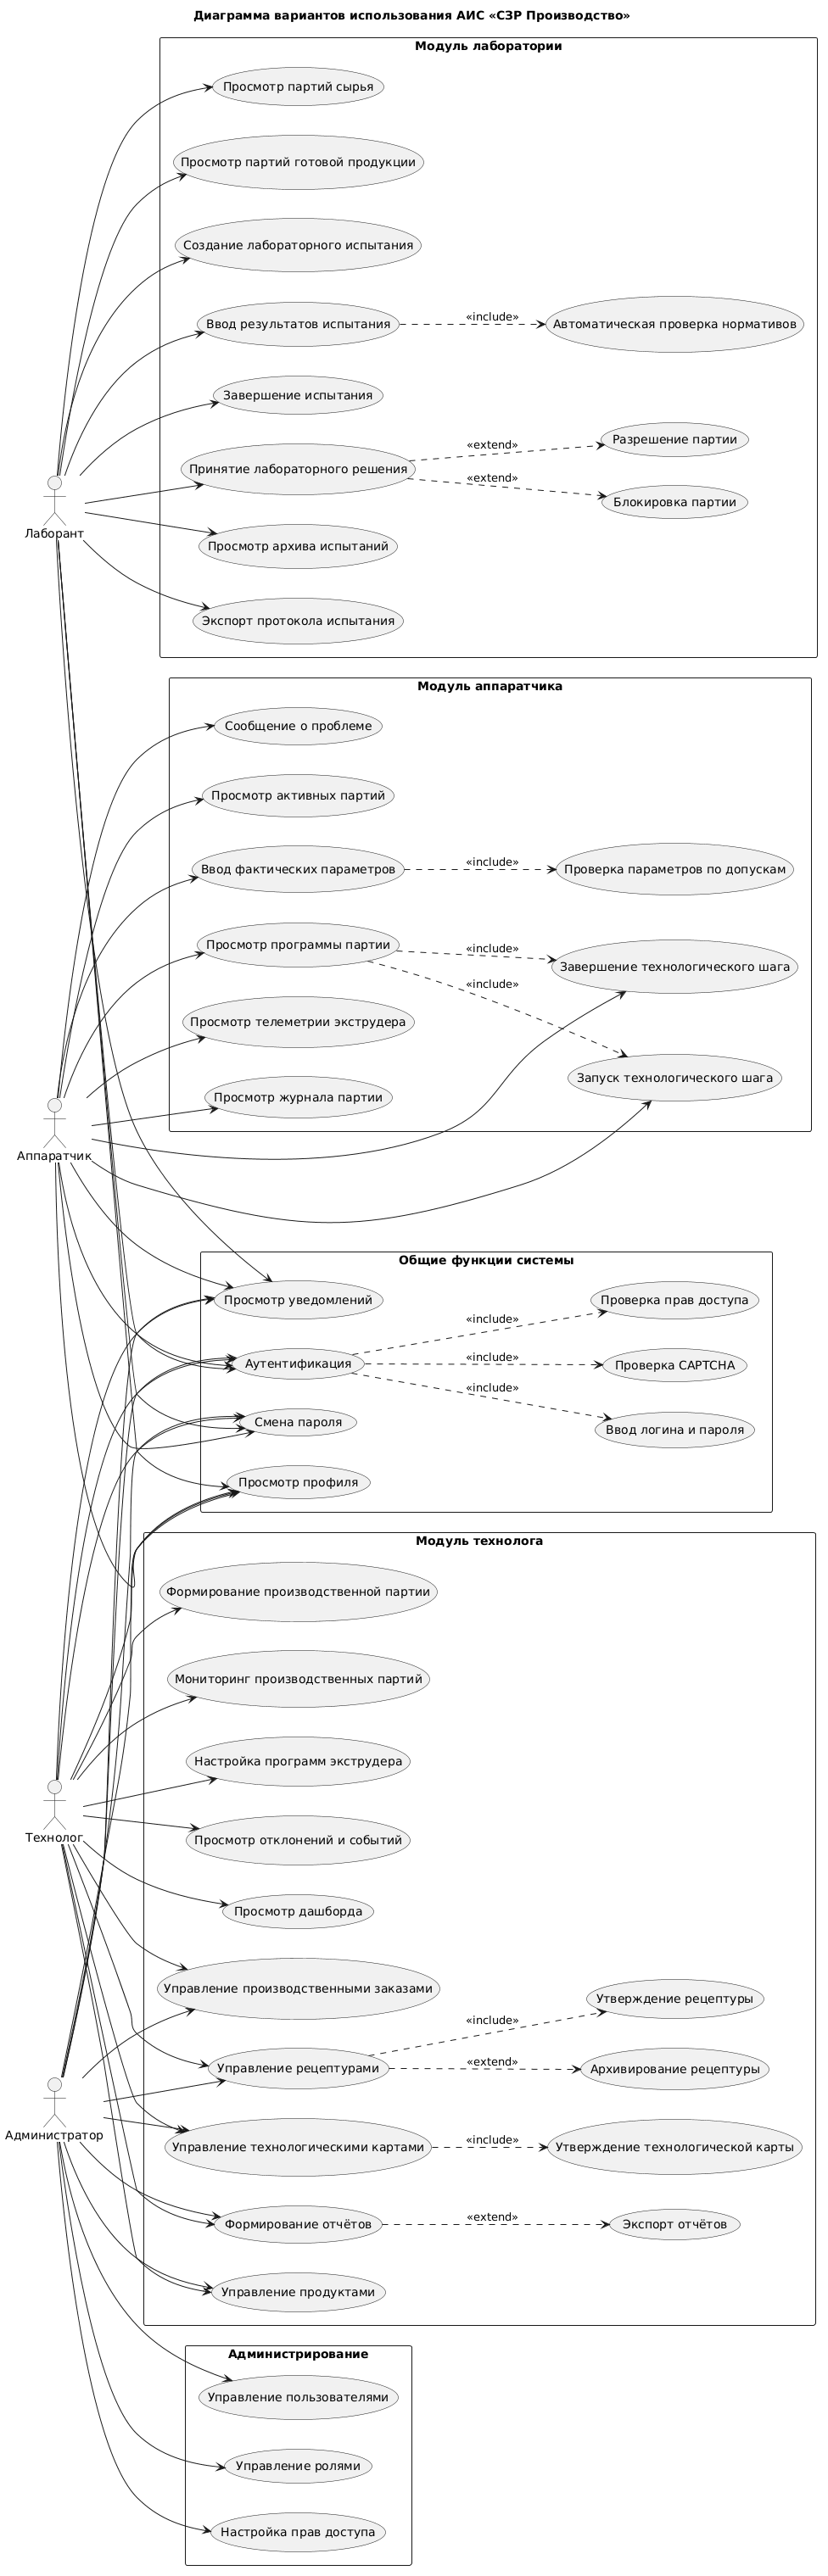 Диаграмма вариантов использования АИС «СЗР Производство»
Модуль лаборатории
Просмотр партий сырья
Просмотр партий готовой продукции
Создание лабораторного испытания
Ввод результатов испытания
«include»
Автоматическая проверка нормативов
Завершение испытания
Принятие лабораторного решения
«extend»
Разрешение партии
«extend»
Блокировка партии
Лаборант
Просмотр архива испытаний
Экспорт протокола испытания
Модуль аппаратчика
Сообщение о проблеме
Просмотр активных партий
Ввод фактических параметров
«include»
Проверка параметров по допускам
Просмотр программы партии
«include»
Завершение технологического шага
«include»
Просмотр телеметрии экструдера
Запуск технологического шага
Просмотр журнала партии
Аппаратчик
Общие функции системы
Просмотр уведомлений
Проверка прав доступа
«include»
Аутентификация
«include»
Проверка CAPTCHA
«include»
Смена пароля
Ввод логина и пароля
Просмотр профиля
Модуль технолога
Формирование производственной партии
Мониторинг производственных партий
Настройка программ экструдера
Технолог
Просмотр отклонений и событий
Просмотр дашборда
Управление производственными заказами
Утверждение рецептуры
«include»
Управление рецептурами
«extend»
Архивирование рецептуры
Администратор
Управление технологическими картами
«include»
Утверждение технологической карты
Формирование отчётов
«extend»
Экспорт отчётов
Управление продуктами
Администрирование
Управление пользователями
Управление ролями
Настройка прав доступа